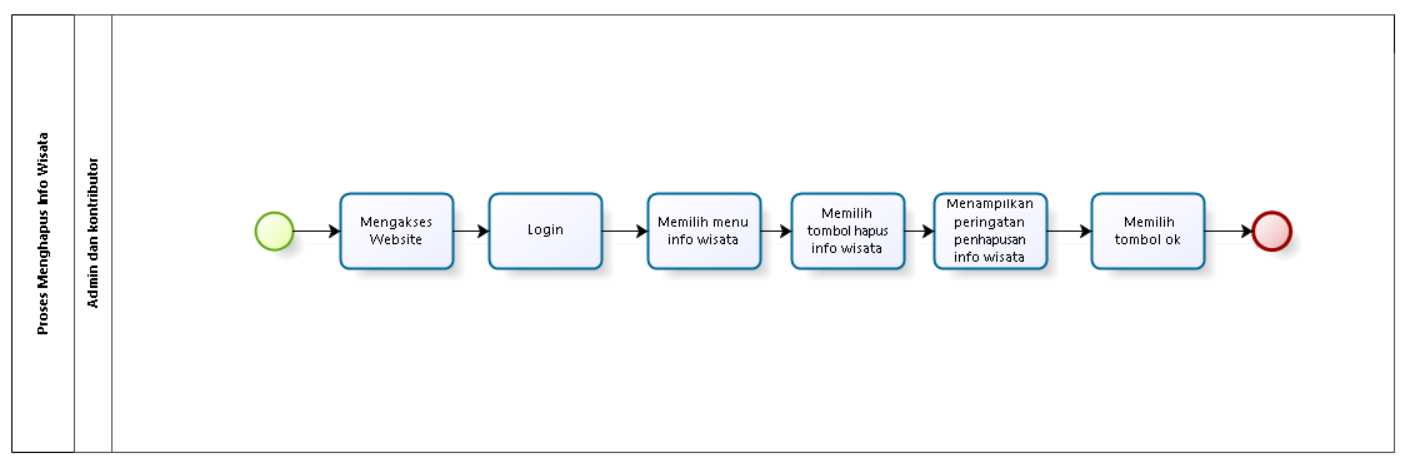 Proses Menghapus Info Wisata
Admin dan kontributor
Mengakses
Website
Login
Memilih menu
info wisata
Memilih
tombol hapus
info wisata
Menampilkan
peringatan
penhapusan
info wisata
Memilih
tombol ok